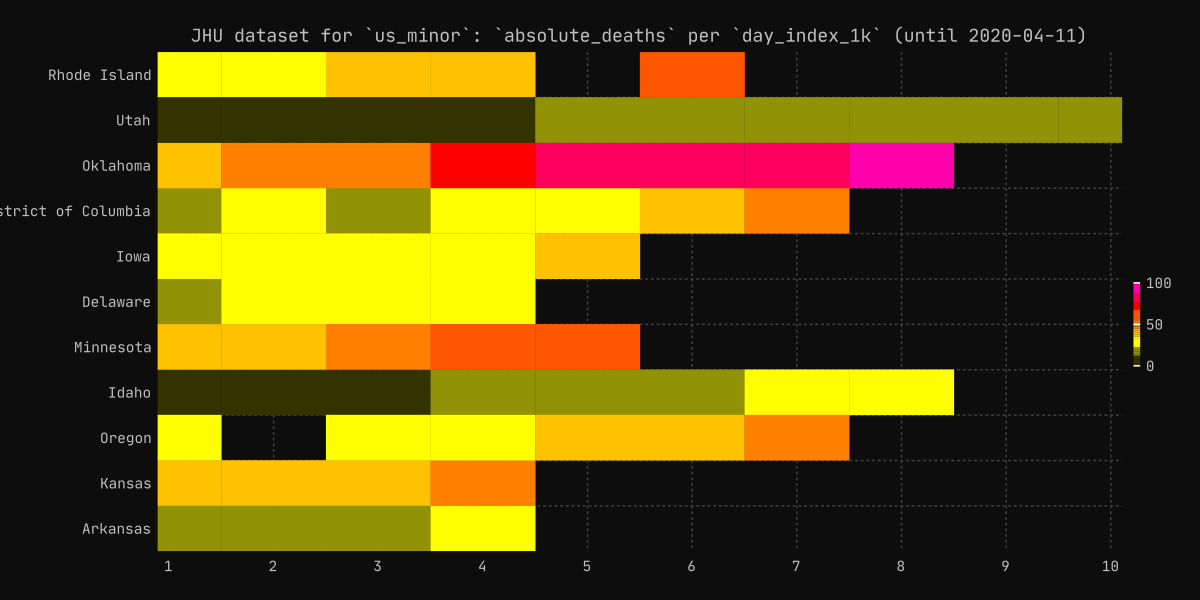 JHU dataset for `us_minor`: `absolute_deaths` per `day_index_1k` (until 2020-04-11)
Rhode Island
Utah
Oklahoma
strict of Columbia
Iowa
Delaware
Minnesota
Idaho
Oregon
Kansas
Arkansas
1 2 3 4 5 6 7 8 9 10
100
50
0